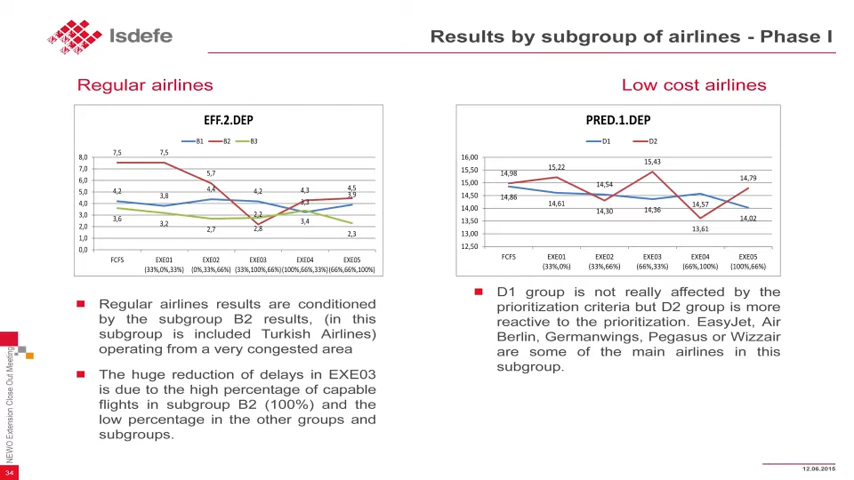 Isdefe
Results by subgroup of airlines - Phase I
Regular airlines
EFF.2.DEP
B1 B2 B3
8,0
7,0
6,0
5,0
4,0
3,0
2,0
1,0
0,0
7,5 7,5 5,7 2,2 4,3 4,5
4,2 3,8 4,4 4,2 3,3 3,9
3,6 3,2 2,7 2,8 3,4 2,3
FCFS EXE01 EXE02 EXE03 EXE04 EXE05
(33%,0%,33%) (0%,33%,66%) (33%,100%,66%) (100%,66%,33%) (66%,66%,100%)
Regular airlines results are conditioned
by the subgroup B2 results, (in this
subgroup is included Turkish Airlines)
operating from a very congested area
The huge reduction of delays in EXE03
is due to the high percentage of capable
flights in subgroup B2 (100%) and the
low percentage in the other groups and
subgroups.
Low cost airlines
PRED.1.DEP
D1 D2
16,00
15,50
15,00
14,50
14,00
13,50
13,00
12,50
14,98 15,22 14,30 15,43 13,61 14,79
14,86 14,61 14,54 14,36 14,57 14,02
FCFS EXE01 EXE02 EXE03 EXE04 EXE05
(33%,0%) (33%,66%) (66%,33%) (66%,100%) (100%,66%)
D1 group is not really affected by the
prioritization criteria but D2 group is more
reactive to the prioritization. EasyJet, Air
Berlin, Germanwings, Pegasus or Wizzair
are some of the main airlines in this
subgroup.
NEWO Extension Close Out Meeting
34
12.06.2015